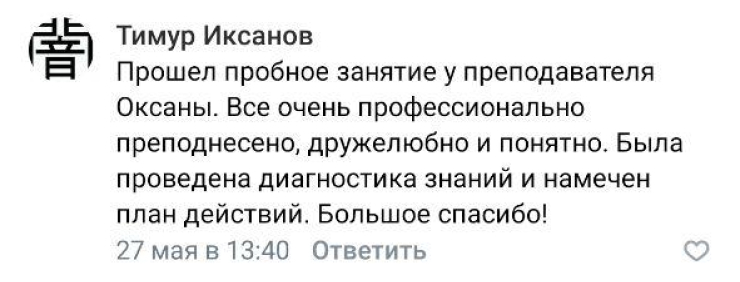 Тимур Иксанов
Прошел пробное занятие у преподавателя
Оксаны. Все очень профессионально
преподнесено, дружелюбно и понятно. Была
проведена диагностика знаний и намечен
план действий. Большое спасибо!
27 мая в 13:40 Ответить